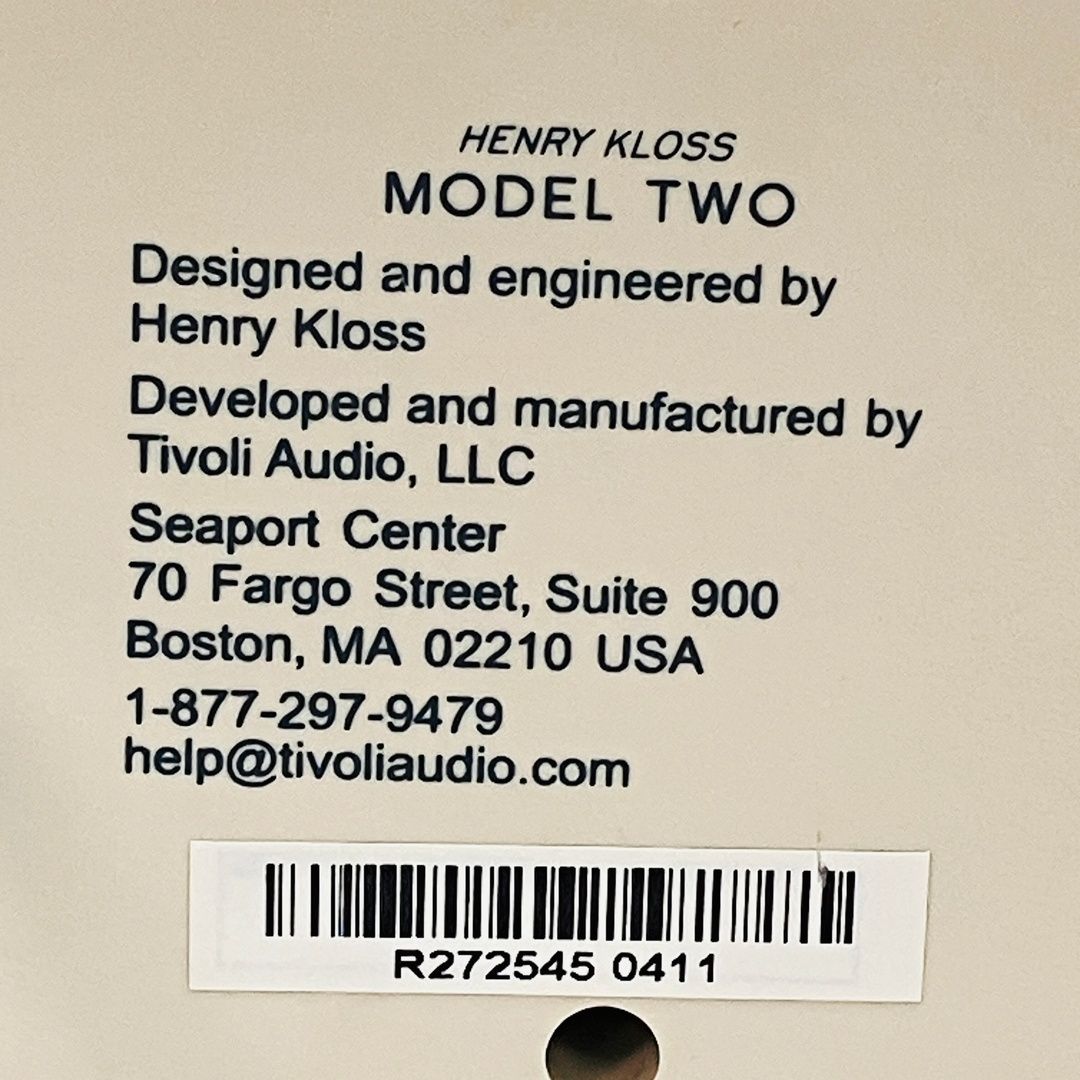 HENRY KLOSS
MODEL TWO
Designed and engineered by
Henry Kloss
Developed and manufactured by
Tivoli Audio, LLC
Seaport Center
70 Fargo Street, Suite 900
Boston, MA 02210 USA
1-877-297-9479
help@tivoliaudio.com
R272545 0411